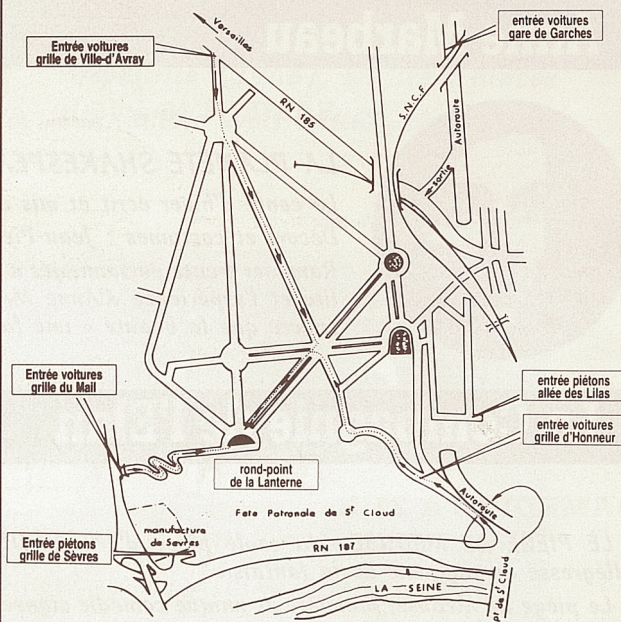 entrée voitures
gare de Garches
Entrée voitures
grille de Ville-d'Avray
Versailles
RN 185
S.N.C.F
Autoroute
Sortie
Entrée voitures
grille du Mail
entrée piétons
allée des Lilas
entrée voitures
grille d'Honneur
rond-point
de la Lanterne
Autoroute
Fete Patronale de St Cloud
manufacture
de Sevres
Entrée piétons
grille de Sèvres
RN 187
LA SEINE
Pt de St Cloud